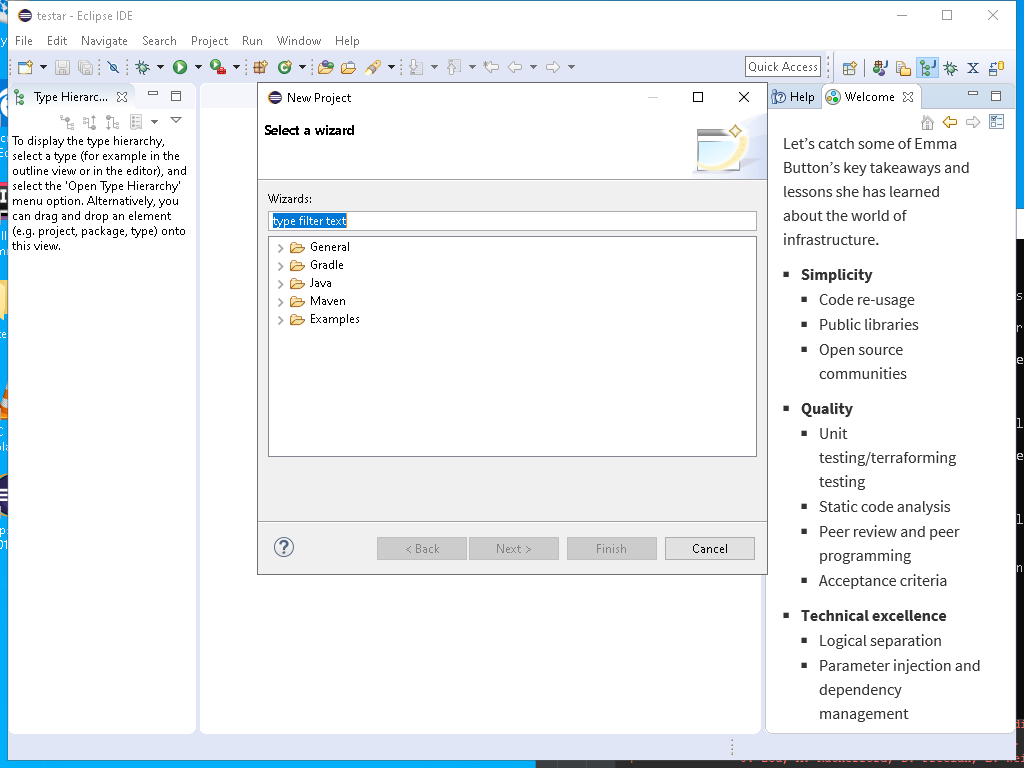 testar - Eclipse IDE
File Edit Navigate Search Project Run Window Help
Quick Access
Type Hierarc...
To display the type hierarchy,
select a type (for example in the
outline view or in the editor), and
select the 'Open Type Hierarchy'
menu option. Alternatively, you
can drag and drop an element
(e.g. project, package, type) onto
this view.
New Project
Select a wizard
Wizards:
type filter text
General
Gradle
Java
Maven
Examples
< Back Next > Finish Cancel
Help Welcome
Let’s catch some of Emma
Button’s key takeaways and
lessons she has learned
about the world of
infrastructure.
Simplicity
Code re-usage
Public libraries
Open source
communities
Quality
Unit
testing/terraforming
testing
Static code analysis
Peer review and peer
programming
Acceptance criteria
Technical excellence
Logical separation
Parameter injection and
dependency
management